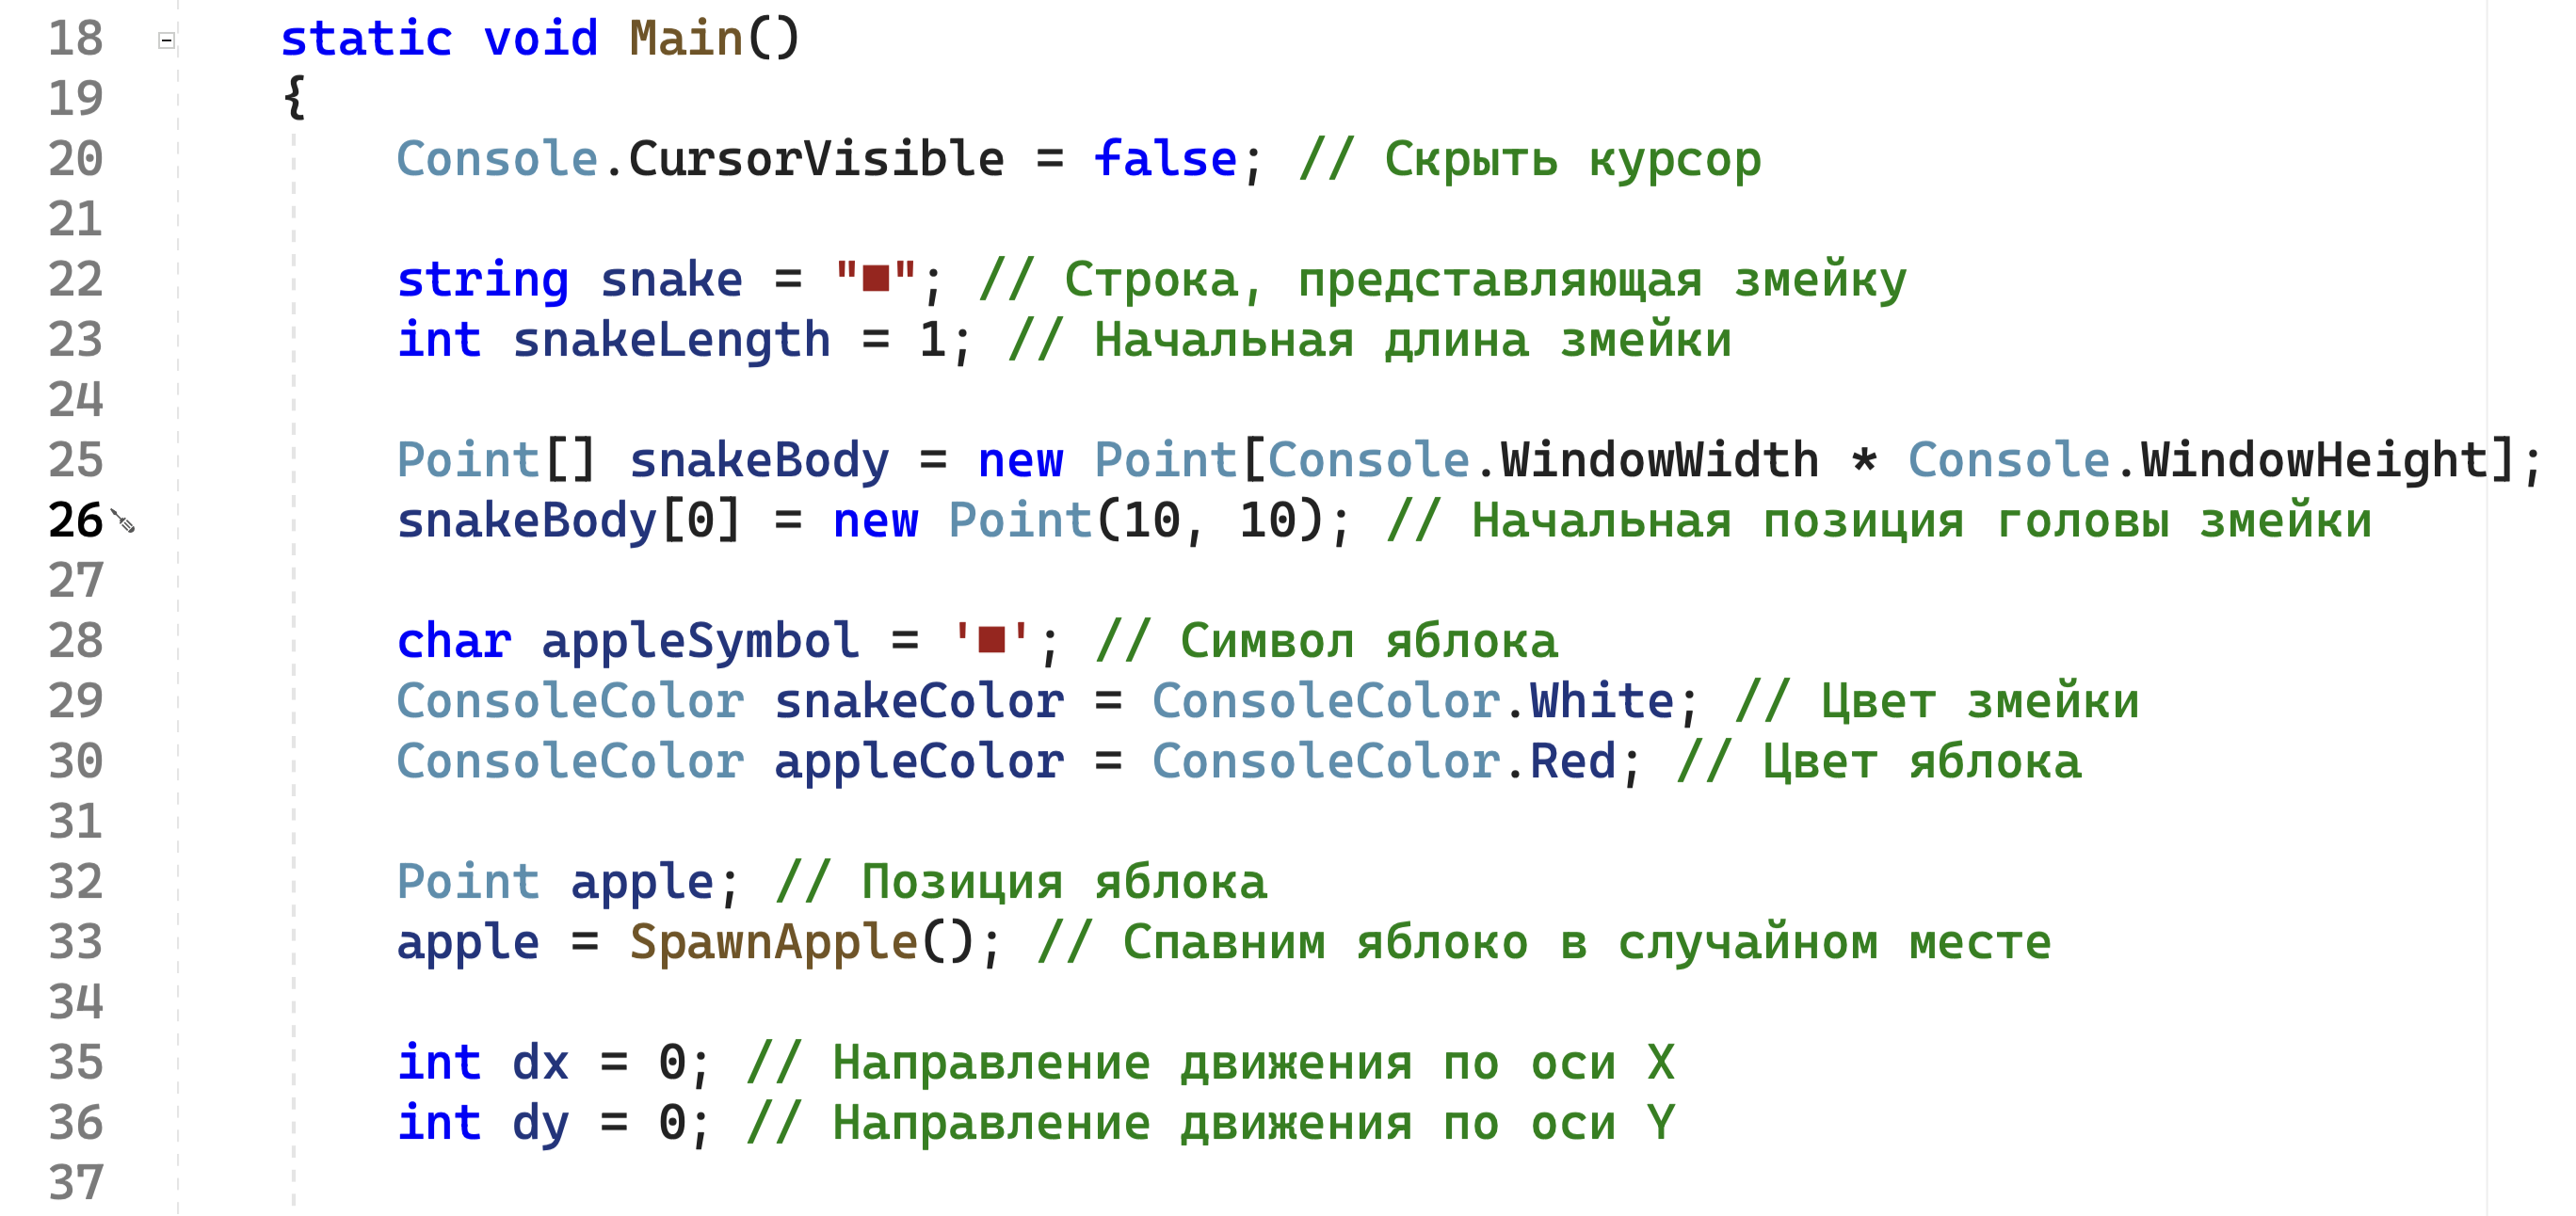 18 static void Main()
19 {
20 Console.CursorVisible = false; // Скрыть курсор
21
22 string snake = "■"; // Строка, представляющая змейку
23 int snakeLength = 1; // Начальная длина змейки
24
25 Point[] snakeBody = new Point[Console.WindowWidth * Console.WindowHeight];
26 snakeBody[0] = new Point(10, 10); // Начальная позиция головы змейки
27
28 char appleSymbol = '■'; // Символ яблока
29 ConsoleColor snakeColor = ConsoleColor.White; // Цвет змейки
30 ConsoleColor appleColor = ConsoleColor.Red; // Цвет яблока
31
32 Point apple; // Позиция яблока
33 apple = SpawnApple(); // Спавним яблоко в случайном месте
34
35 int dx = 0; // Направление движения по оси X
36 int dy = 0; // Направление движения по оси Y
37